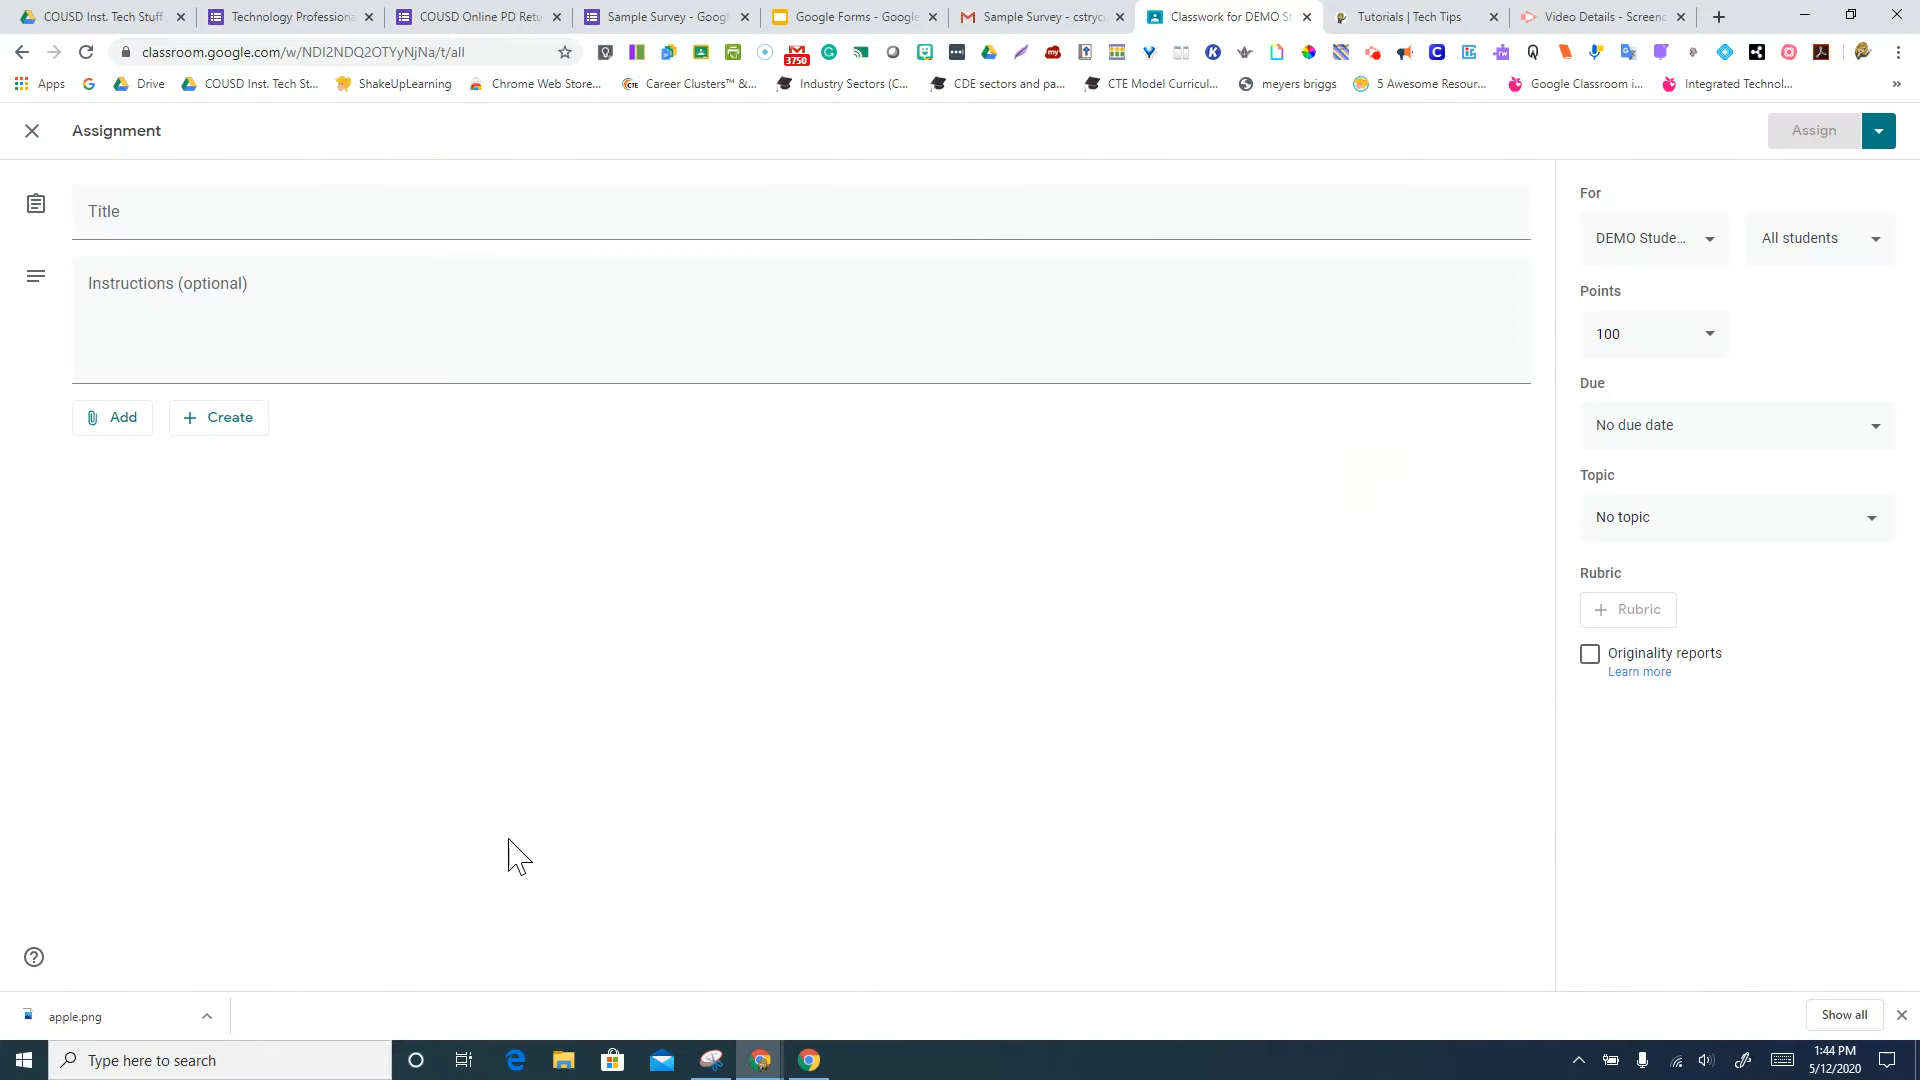 COUSD Inst. Tech Stuff
Technology Professiona
COUSD Online PD Retu
Sample Survey - Googl
Google Forms - Google
Sample Survey - cstryc
Classwork for DEMO St
Tutorials | Tech Tips
Video Details - Screenc
classroom.google.com/w/NDI2NDQ2OTYyNjNa/t/all
3750
Apps
Drive
COUSD Inst. Tech St...
ShakeUpLearning
Chrome Web Store...
Career Clusters™ &...
Industry Sectors (C...
CDE sectors and pa...
CTE Model Curricul...
meyers briggs
5 Awesome Resour...
Google Classroom i...
Integrated Technol...
»
Assignment
Assign
Title
Instructions (optional)
Add
Create
For
DEMO Stude...
All students
Points
100
Due
No due date
Topic
No topic
Rubric
Rubric
Originality reports
Learn more
apple.png
Show all
Type here to search
1:44 PM
5/12/2020